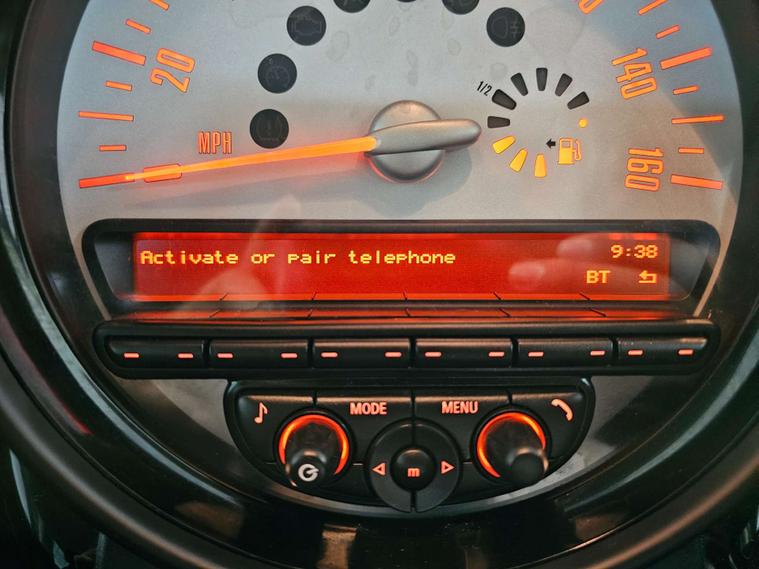 20
140
1/2
MPH
160
Activate or pair telephone
9:38
BT
MODE
MENU
m